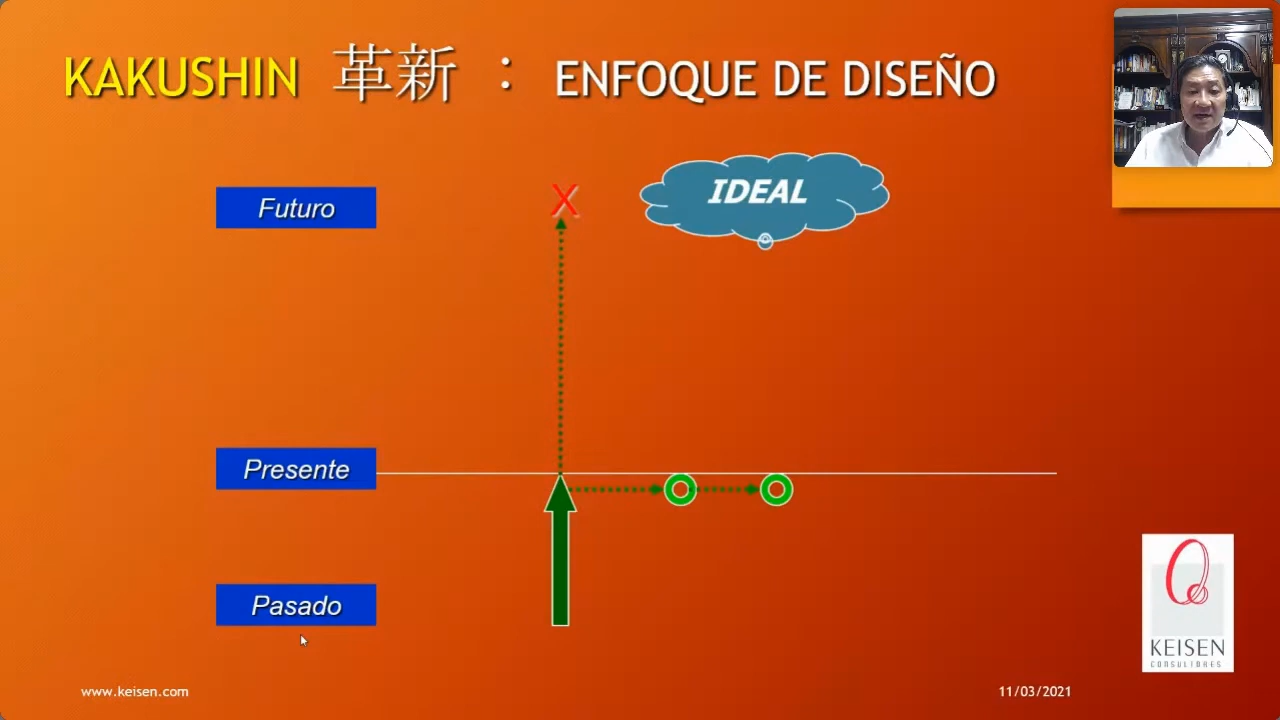 KAKUSHIN 革新 : ENFOQUE DE DISEÑO
IDEAL
Futuro
X
Presente
Pasado
KEISEN
CONSULTORES
www.keisen.com
11/03/2021